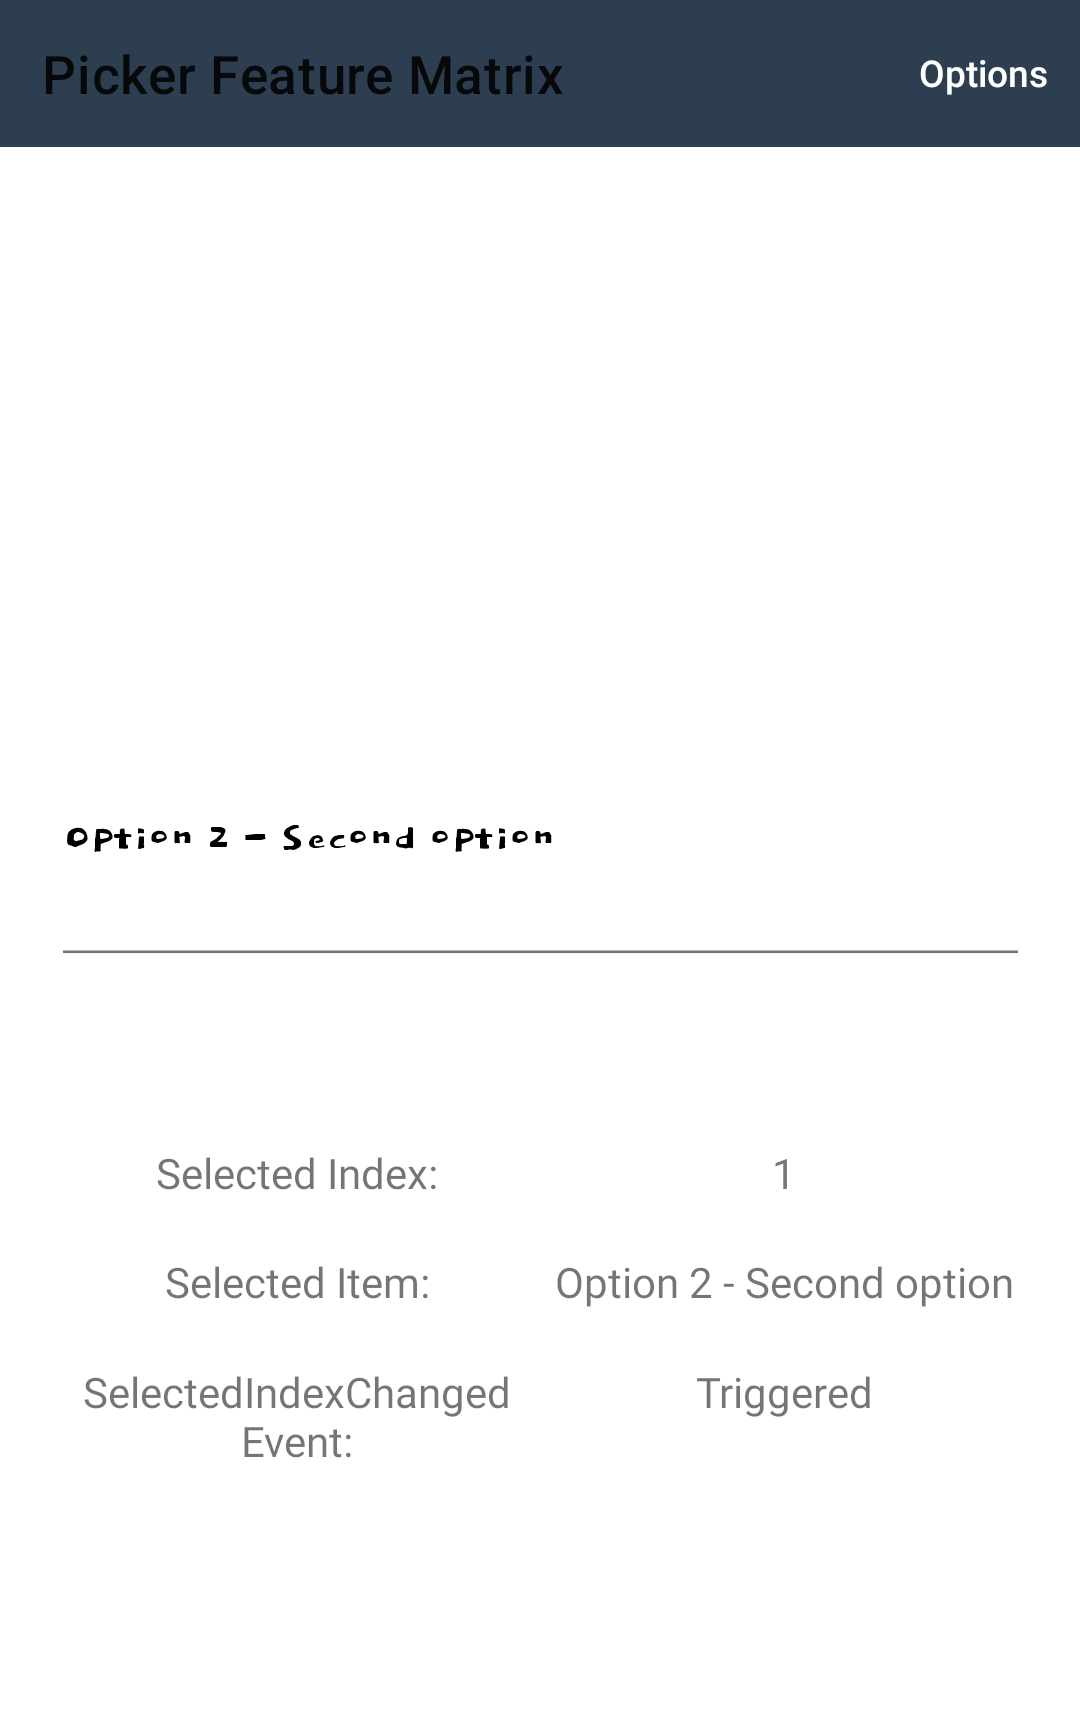 Picker Feature Matrix Options
Option 2 - Second option
Selected Index: 1
Selected Item: Option 2 - Second option
SelectedIndexChanged Triggered
Event: